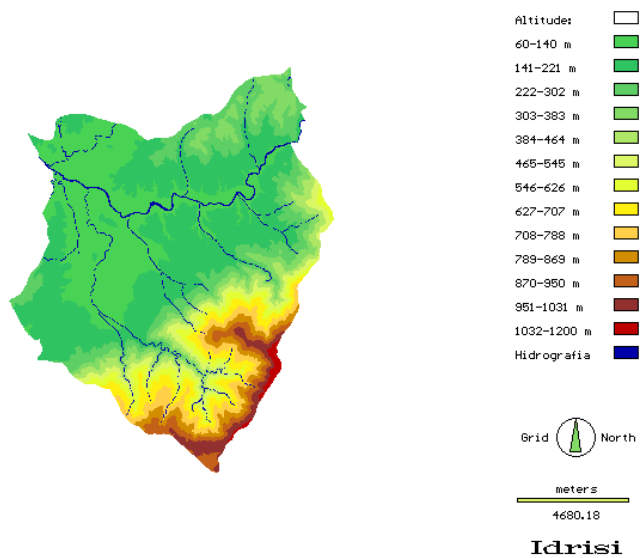 Altitude:
60-140 m
141-221 m
222-302 m
303-383 m
384-464 m
465-545 m
546-626 m
627-707 m
708-788 m
789-869 m
870-950 m
951-1031 m
1032-1200 m
Hidrografia
Grid North
meters
4680.18
Idrisi